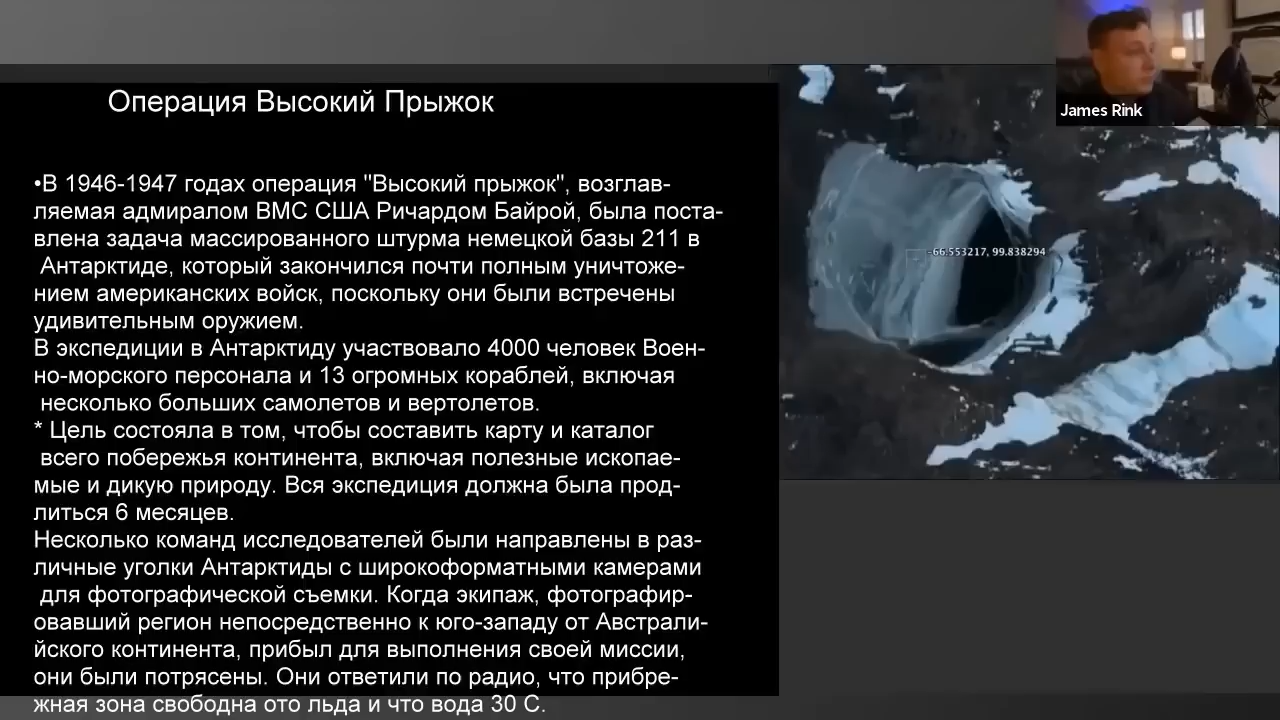 James Rink
Операция Высокий Прыжок
•В 1946-1947 годах операция "Высокий прыжок", возглав-
ляемая адмиралом ВМС США Ричардом Байрой, была поста-
влена задача массированного штурма немецкой базы 211 в
Антарктиде, который закончился почти полным уничтоже-
нием американских войск, поскольку они были встречены
удивительным оружием.
В экспедиции в Антарктиду участвовало 4000 человек Воен-
но-морского персонала и 13 огромных кораблей, включая
несколько больших самолетов и вертолетов.
* Цель состояла в том, чтобы составить карту и каталог
всего побережья континента, включая полезные ископае-
мые и дикую природу. Вся экспедиция должна была прод-
литься 6 месяцев.
Несколько команд исследователей были направлены в раз-
личные уголки Антарктиды с широкоформатными камерами
для фотографической съемки. Когда экипаж, фотографир-
овавший регион непосредственно к юго-западу от Австрали-
йского континента, прибыл для выполнения своей миссии,
они были потрясены. Они ответили по радио, что прибре-
жная зона свободна ото льда и что вода 30 С.
-66.553217, 99.838294